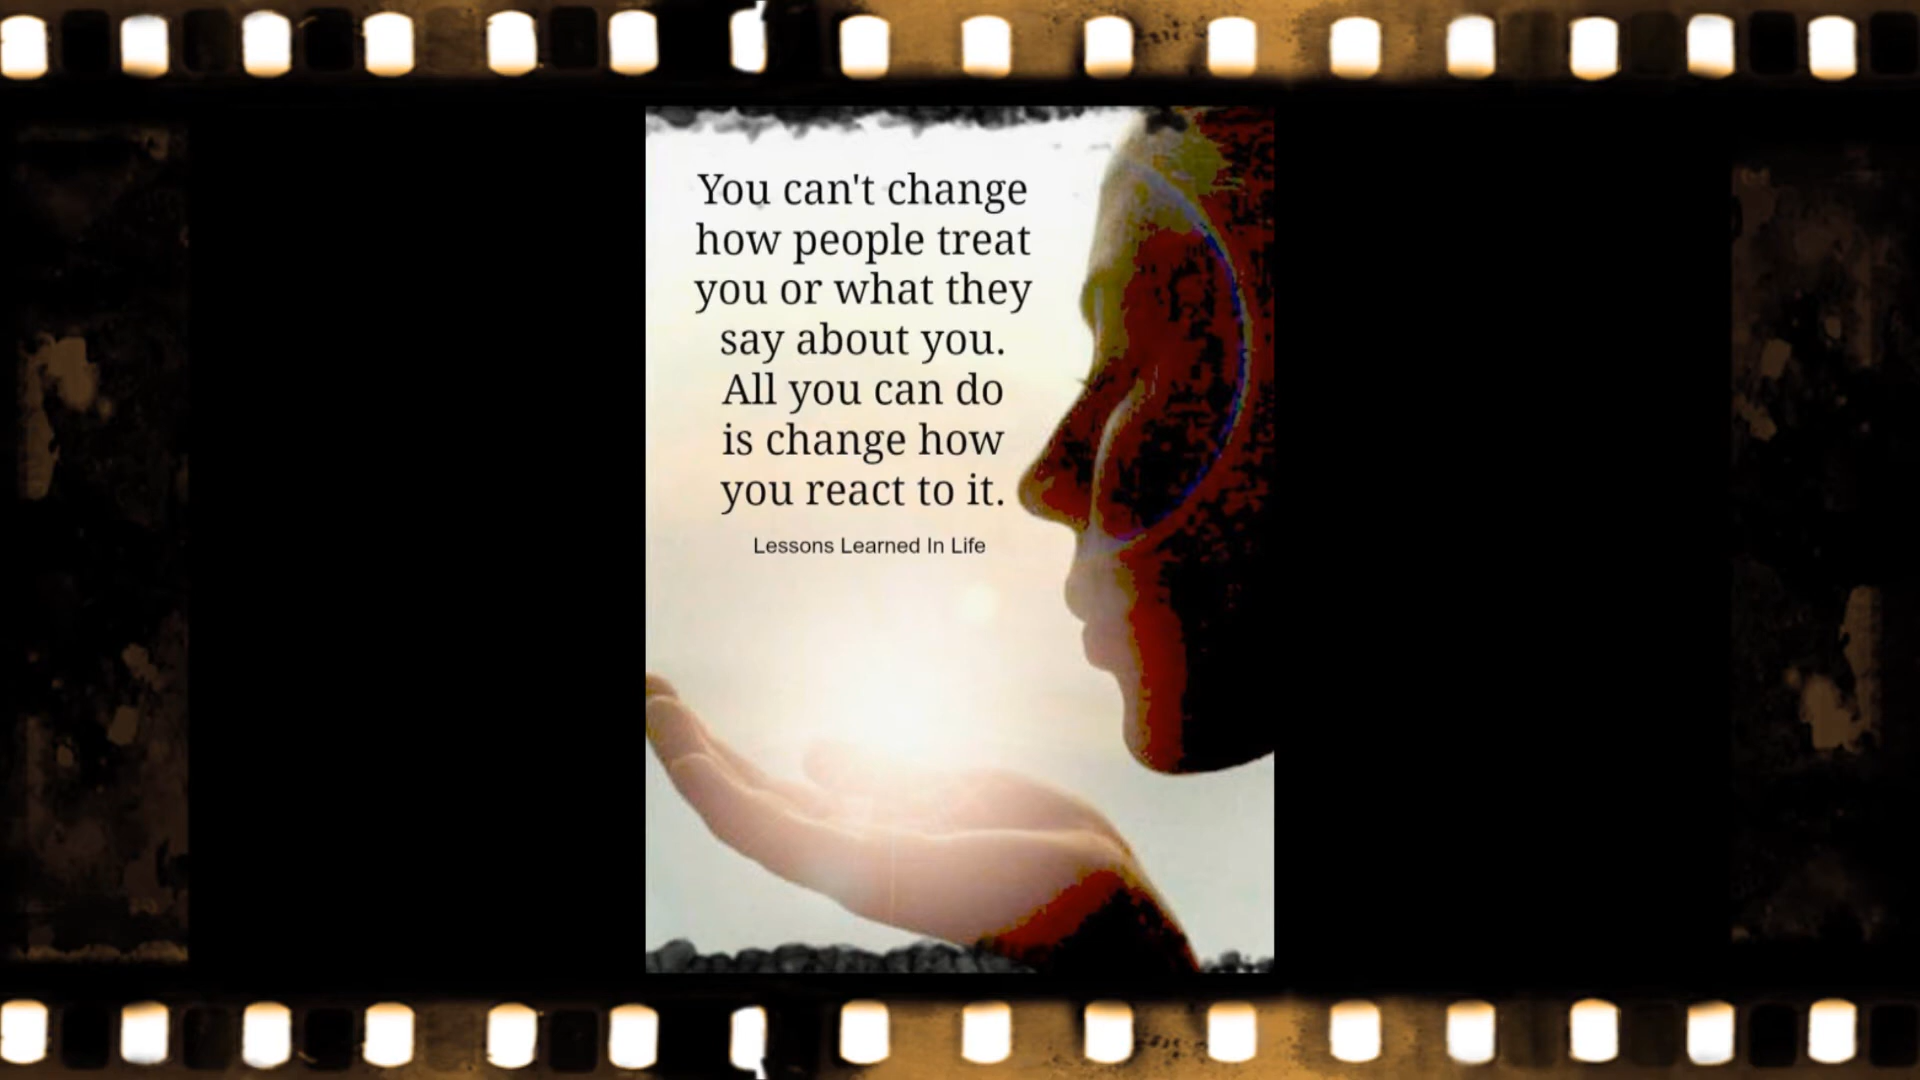 You can't change
how people treat
you or what they
say about you.
All you can do
is change how
you react to it.
Lessons Learned In Life